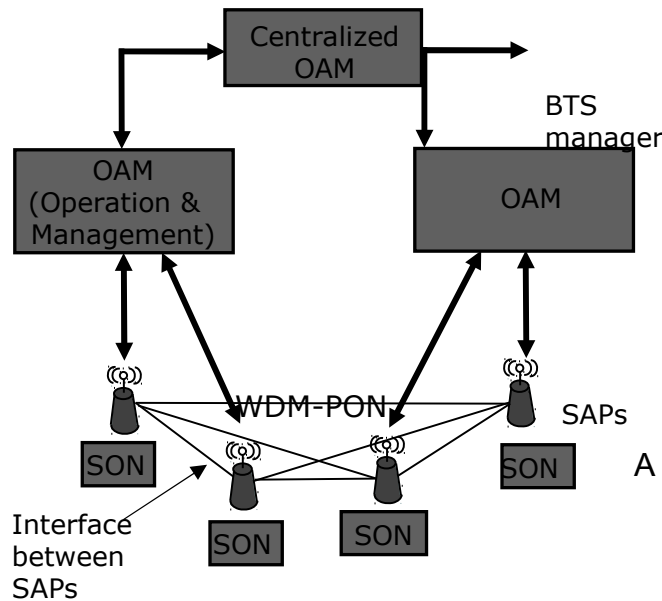 Centralized
OAM
BTS
manager
OAM
(Operation &
Management)
OAM
WDM-PON
SAPs
SON
SON
A
Interface
between
SAPs
SON
SON